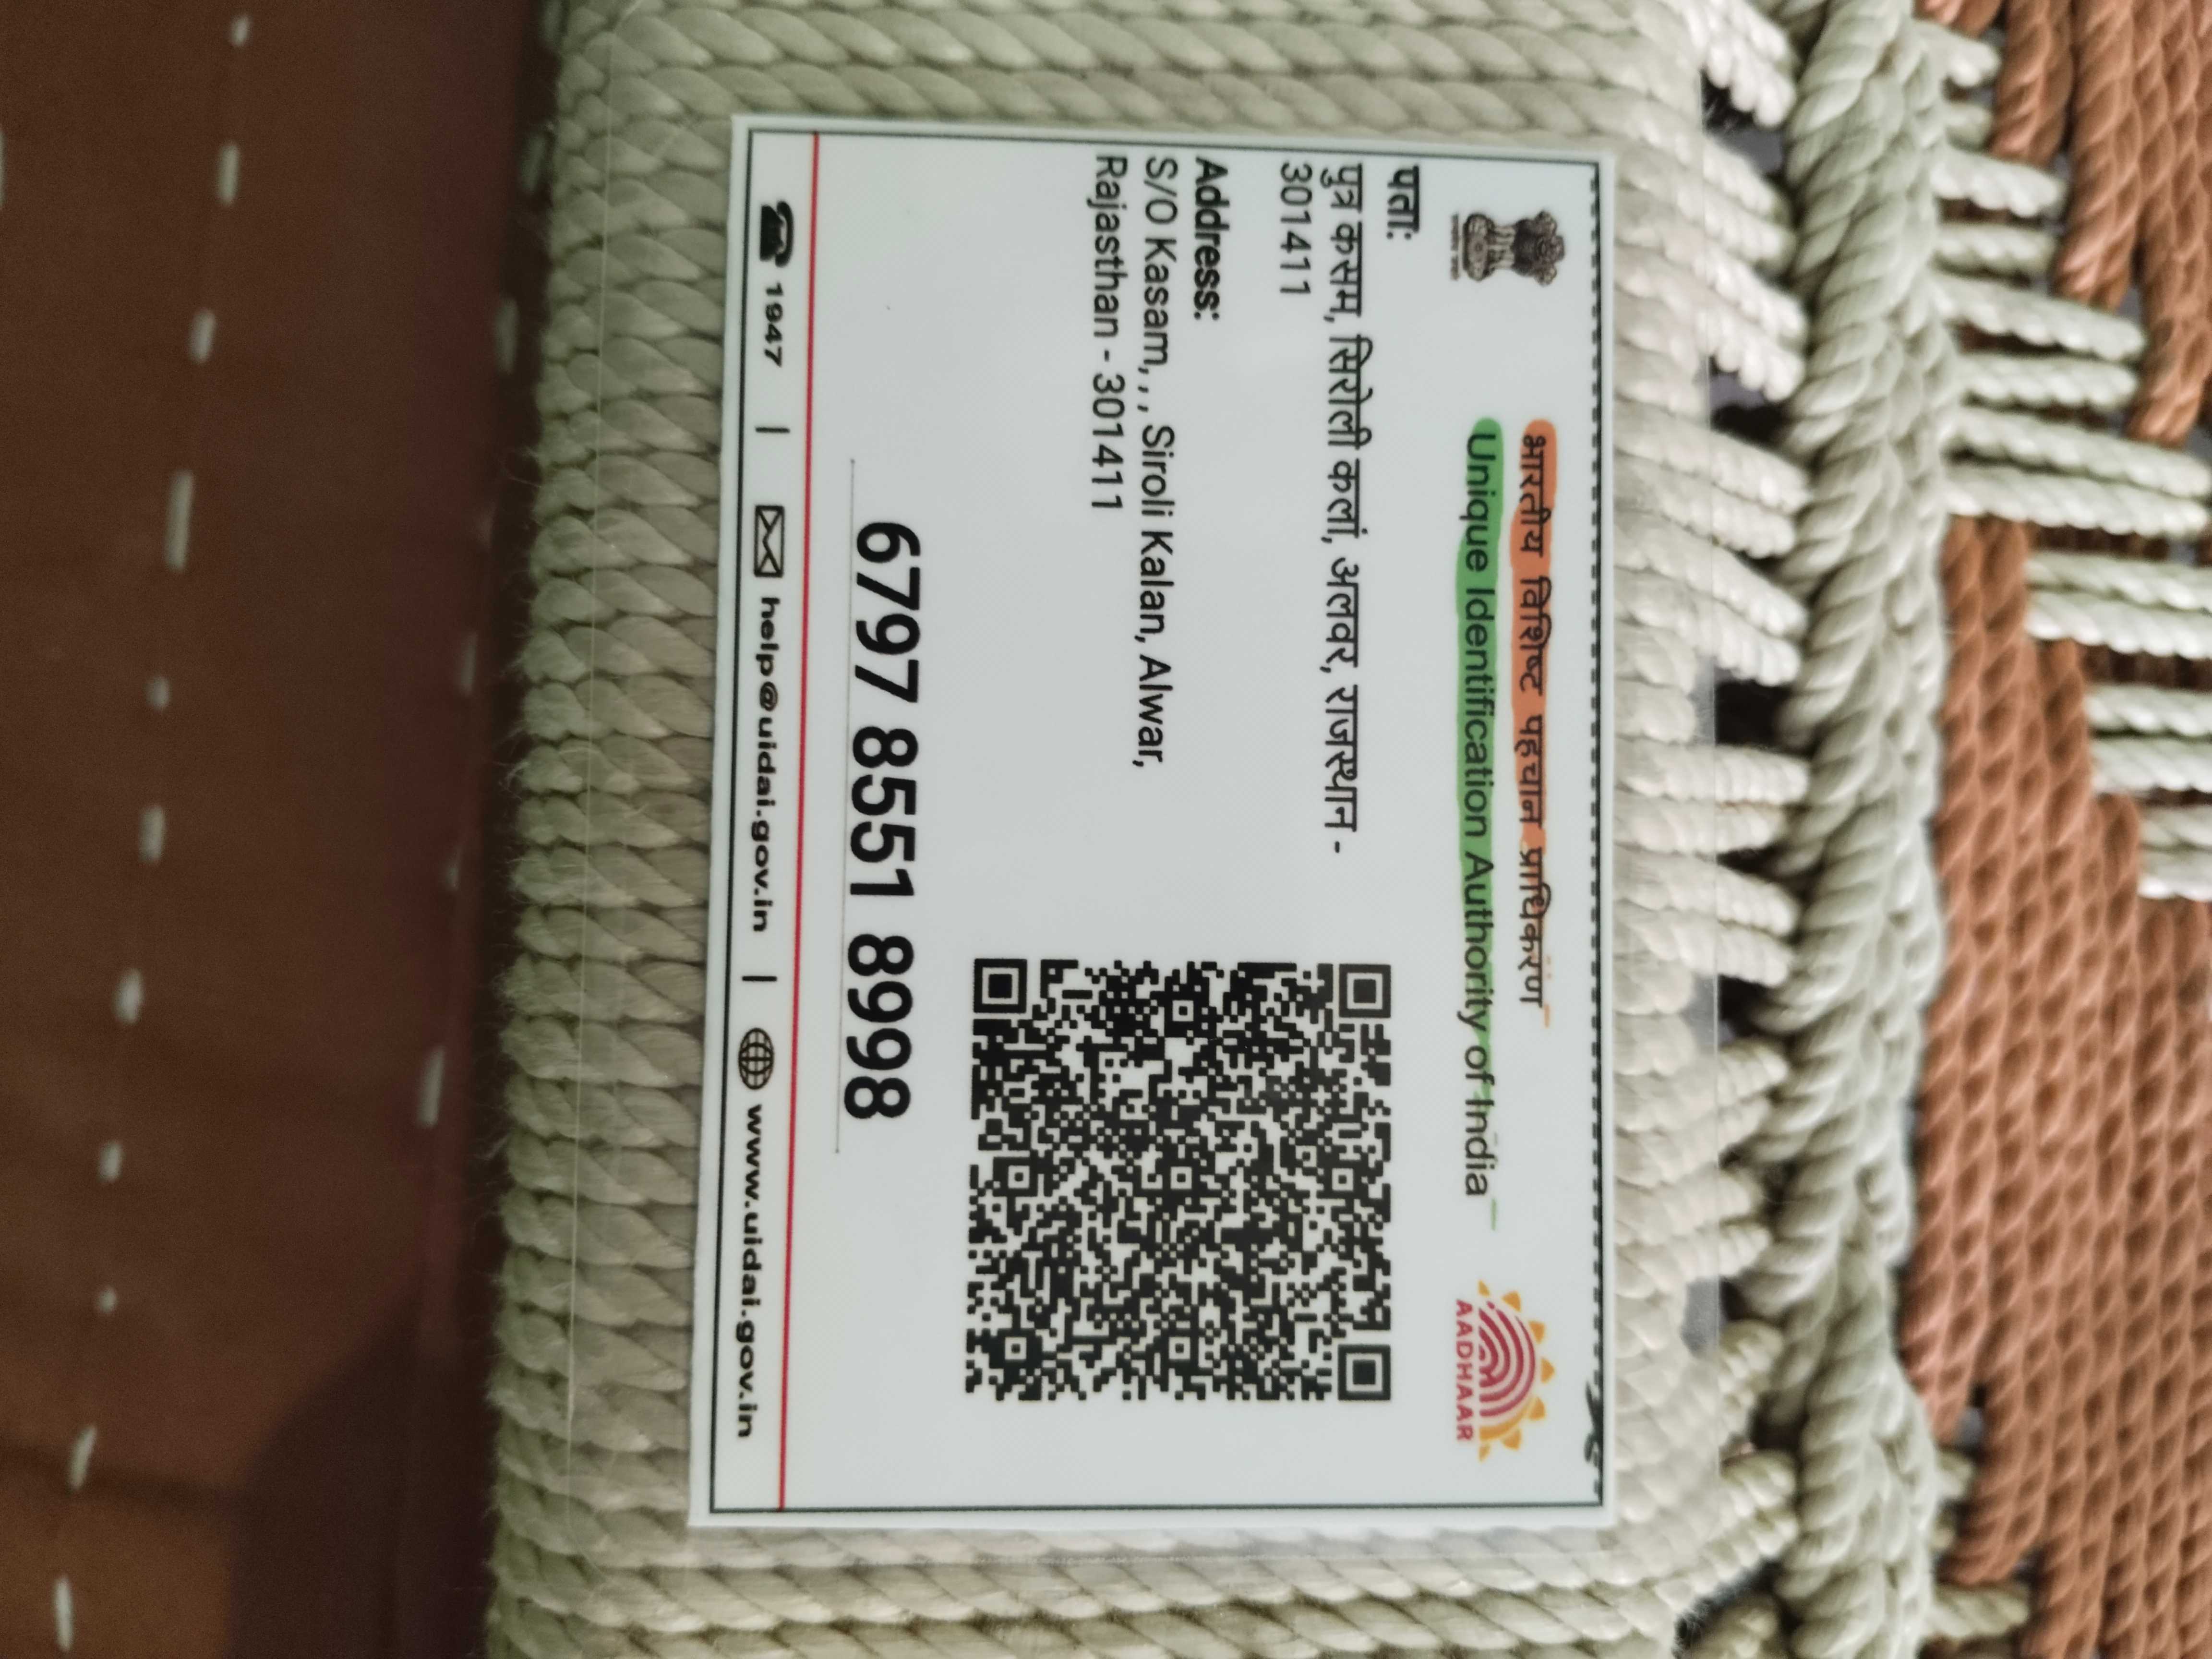 भारतीय विशिष्ट पहचान प्राधिकरण
Unique Identification Authority of India
AADHAAR
पता:
पुत्र कसम, सिरोली कलां, अलवर, राजस्थान -
301411
Address:
S/O Kasam, , , Siroli Kalan, Alwar,
Rajasthan - 301411
6797 8551 8998
1947 | help@uidai.gov.in | www.uidai.gov.in